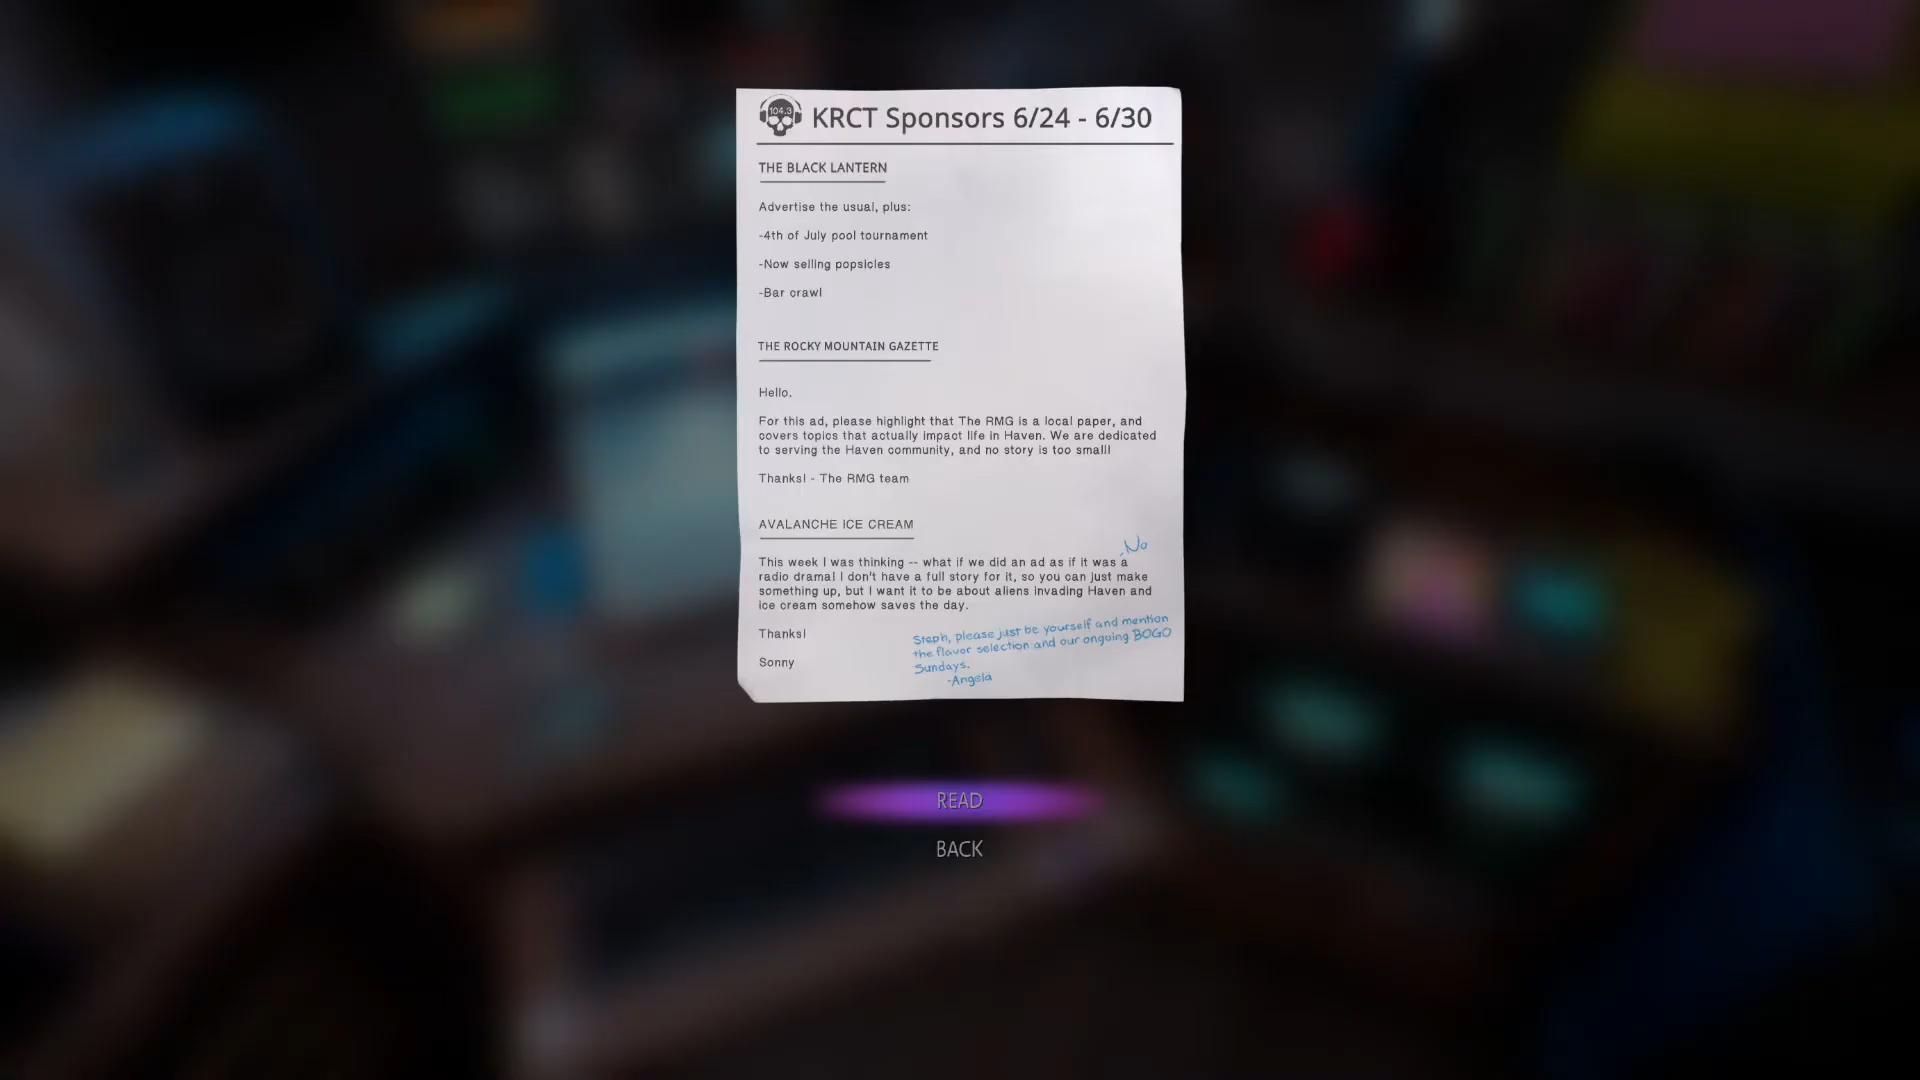 104.3
KRCT Sponsors 6/24 - 6/30
THE BLACK LANTERN
Advertise the usual, plus:
-4th of July pool tournament
-Now selling popsicles
-Bar crawl
THE ROCKY MOUNTAIN GAZETTE
Hello.
For this ad, please highlight that The RMG is a local paper, and
covers topics that actually impact life in Haven. We are dedicated
to serving the Haven community, and no story is too small!
Thanks! - The RMG team
AVALANCHE ICE CREAM
No
This week I was thinking -- what if we did an ad as if it was a
radio drama! I don't have a full story for it, so you can just make
something up, but I want it to be about aliens invading Haven and
ice cream somehow saves the day.
Thanks!
Sonny
Steph, please just be yourself and mention
the flavor selection and our ongoing BOGO
Sundays.
-Angela
READ
BACK